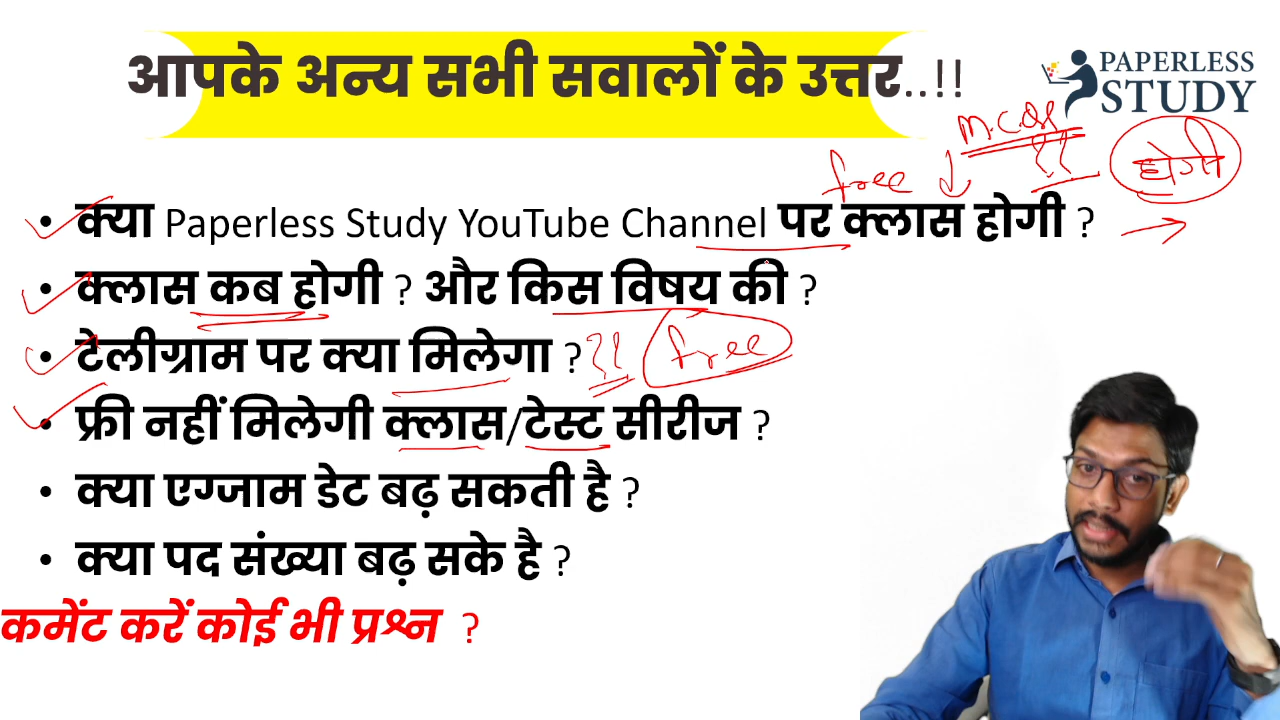 आपके अन्य सभी सवालों के उत्तर..!!
PAPERLESS
STUDY
M.C.Qs
free ↓ ?? होगी
• क्या Paperless Study YouTube Channel पर क्लास होगी ? →
• क्लास कब होगी ? और किस विषय की ?
• टेलीग्राम पर क्या मिलेगा ? ?? free
• फ्री नहीं मिलेगी क्लास/टेस्ट सीरीज ?
• क्या एग्जाम डेट बढ़ सकती है ?
• क्या पद संख्या बढ़ सके है ?
कमेंट करें कोई भी प्रश्न ?